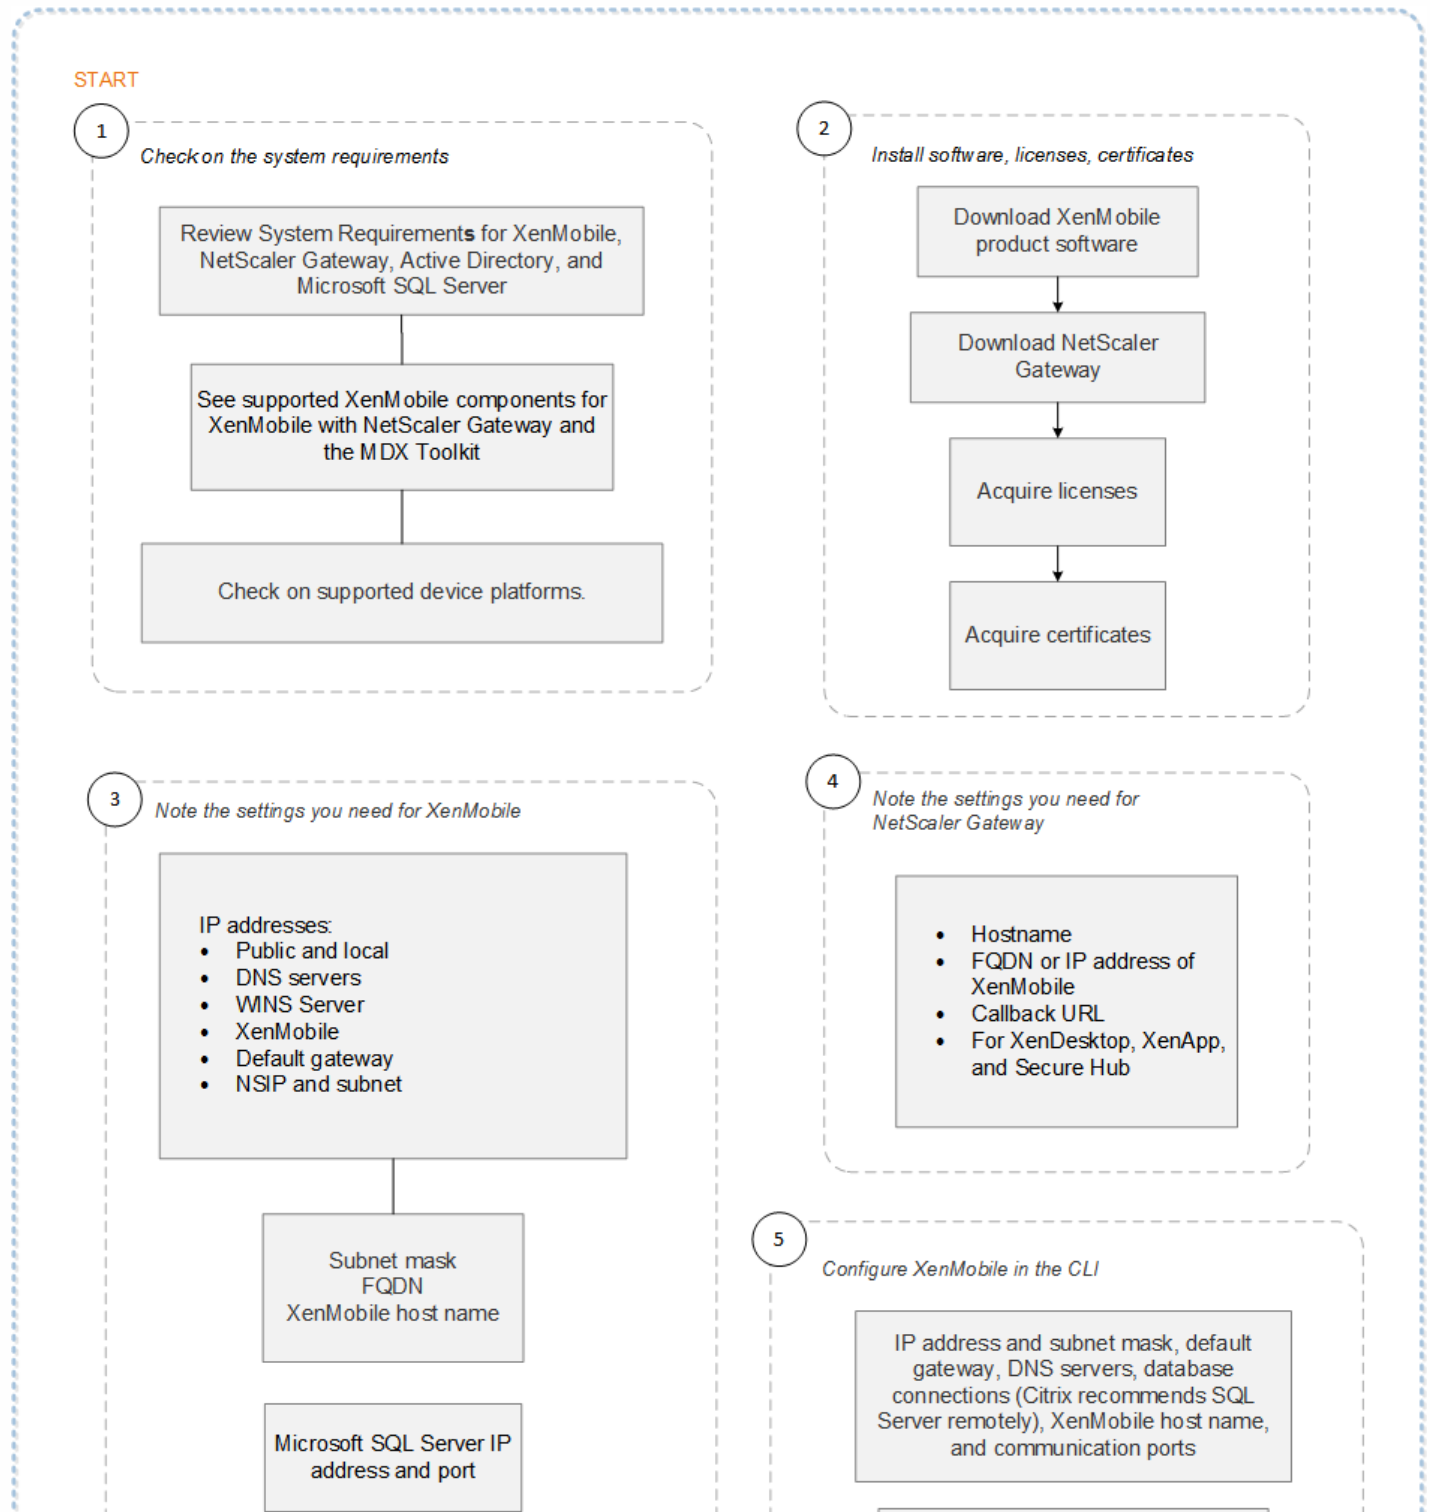 START
1
Check on the system requirements
Review System Requirements for XenMobile,
NetScaler Gateway, Active Directory, and
Microsoft SQL Server
See supported XenMobile components for
XenMobile with NetScaler Gateway and
the MDX Toolkit
Check on supported device platforms.
2
Install software, licenses, certificates
Download XenMobile
product software
Download NetScaler
Gateway
Acquire licenses
Acquire certificates
3
Note the settings you need for XenMobile
IP addresses:
• Public and local
• DNS servers
• WINS Server
• XenMobile
• Default gateway
• NSIP and subnet
Subnet mask
FQDN
XenMobile host name
Microsoft SQL Server IP
address and port
4
Note the settings you need for
NetScaler Gateway
• Hostname
• FQDN or IP address of
XenMobile
• Callback URL
• For XenDesktop, XenApp,
and Secure Hub
5
Configure XenMobile in the CLI
IP address and subnet mask, default
gateway, DNS servers, database
connections (Citrix recommends SQL
Server remotely), XenMobile host name,
and communication ports